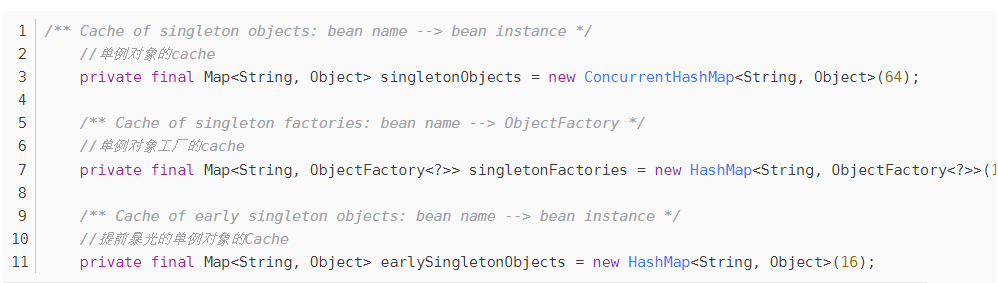 1 /** Cache of singleton objects: bean name --> bean instance */
2 //单例对象的cache
3 private final Map<String, Object> singletonObjects = new ConcurrentHashMap<String, Object>(64);
4
5 /** Cache of singleton factories: bean name --> ObjectFactory */
6 //单例对象工厂的cache
7 private final Map<String, ObjectFactory<?>> singletonFactories = new HashMap<String, ObjectFactory<?>>(1
8
9 /** Cache of early singleton objects: bean name --> bean instance */
10 //提前暴光的单例对象的Cache
11 private final Map<String, Object> earlySingletonObjects = new HashMap<String, Object>(16);